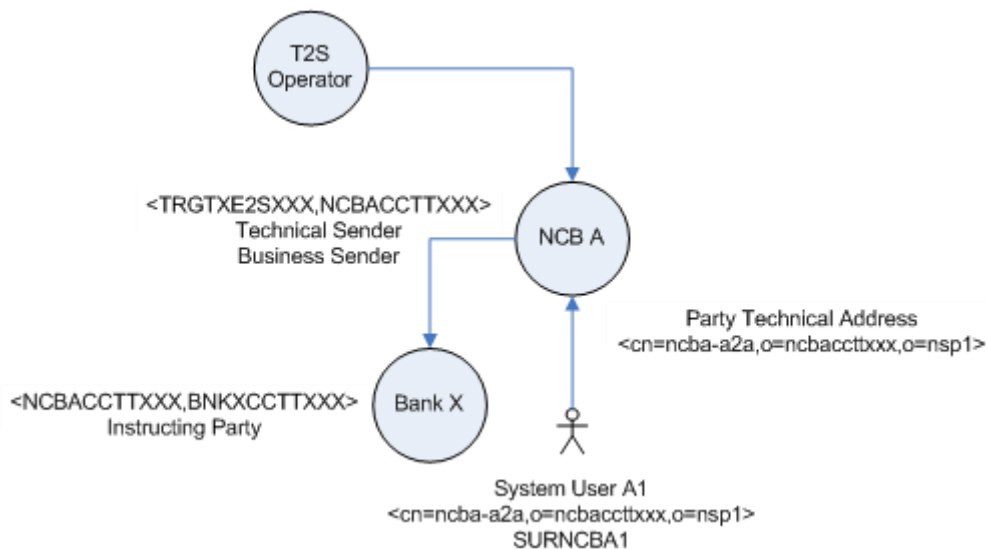 T2S
Operator
<TRGTXE2SXXX,NCBACCTTXXX>
Technical Sender
Business Sender
NCB A
Party Technical Address
<cn=ncba-a2a,o=ncbaccttxxx,o=nsp1>
<NCBACCTTXXX,BNKXCCTTXXX>
Instructing Party
Bank X
System User A1
<cn=ncba-a2a,o=ncbaccttxxx,o=nsp1>
SURNCBA1